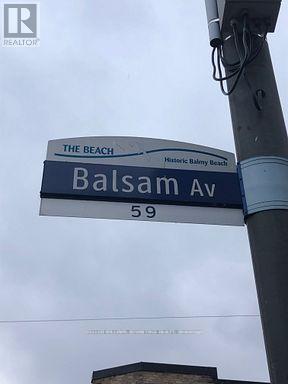 REALTOR®
THE BEACH
Historic Balmy Beach
Balsam Av
59